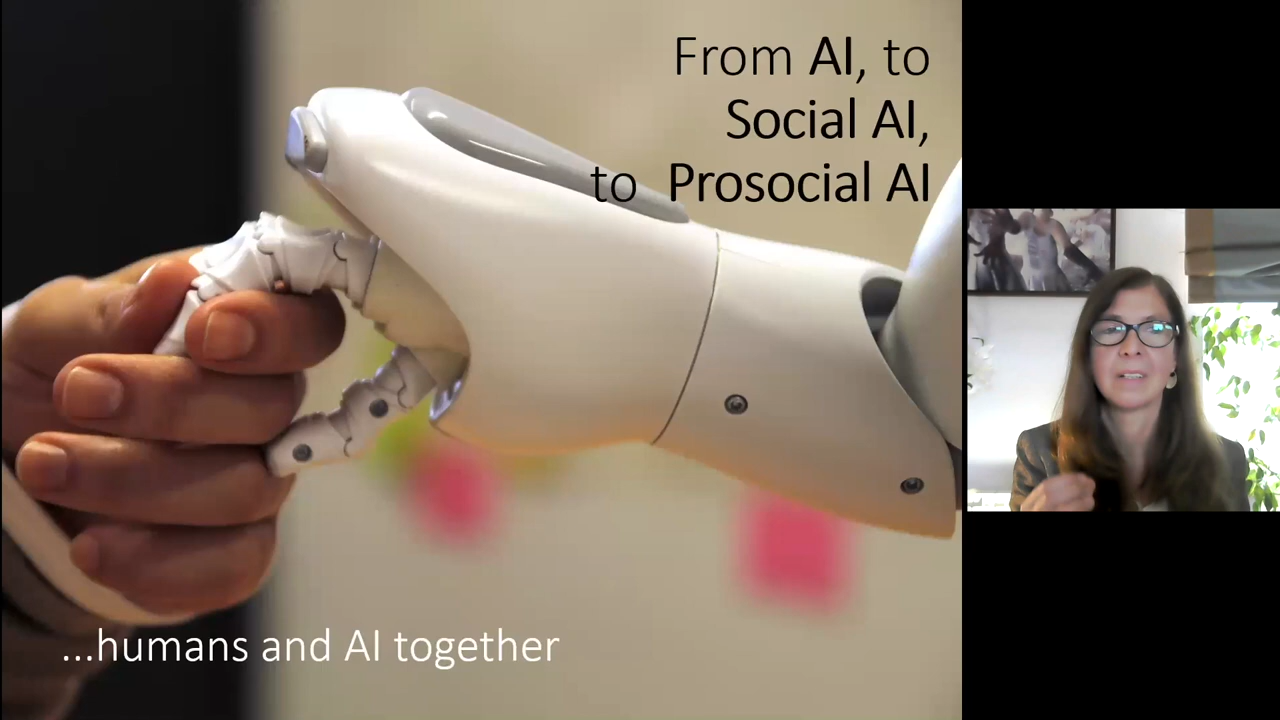 From AI, to
Social AI,
to Prosocial AI
...humans and AI together